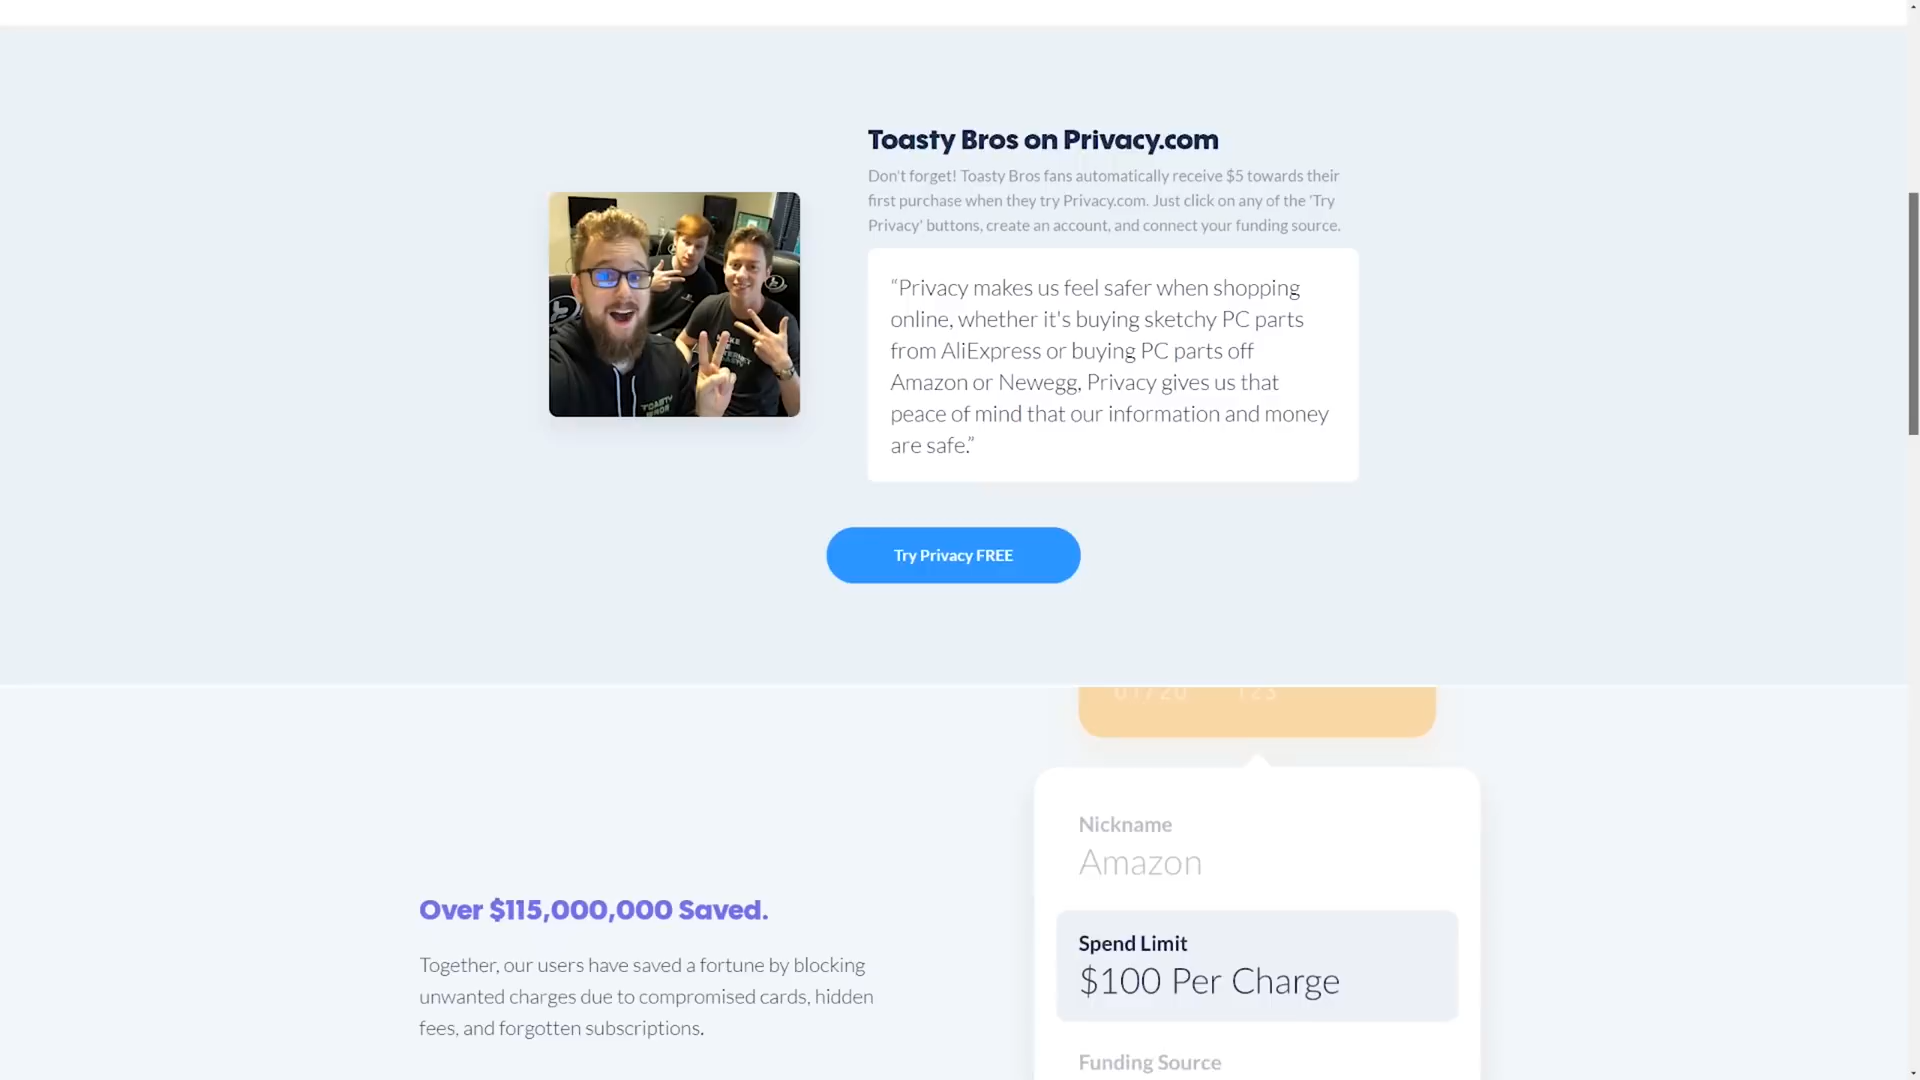 Toasty Bros on Privacy.com
Don't forget! Toasty Bros fans automatically receive $5 towards their
first purchase when they try Privacy.com. Just click on any of the 'Try
Privacy' buttons, create an account, and connect your funding source.
“Privacy makes us feel safer when shopping
online, whether it's buying sketchy PC parts
from AliExpress or buying PC parts off
Amazon or Newegg, Privacy gives us that
peace of mind that our information and money
are safe.”
TOASTY
BROS
Try Privacy FREE
01/20 123
Nickname
Amazon
Over $115,000,000 Saved.
Spend Limit
$100 Per Charge
Together, our users have saved a fortune by blocking
unwanted charges due to compromised cards, hidden
fees, and forgotten subscriptions.
Funding Source